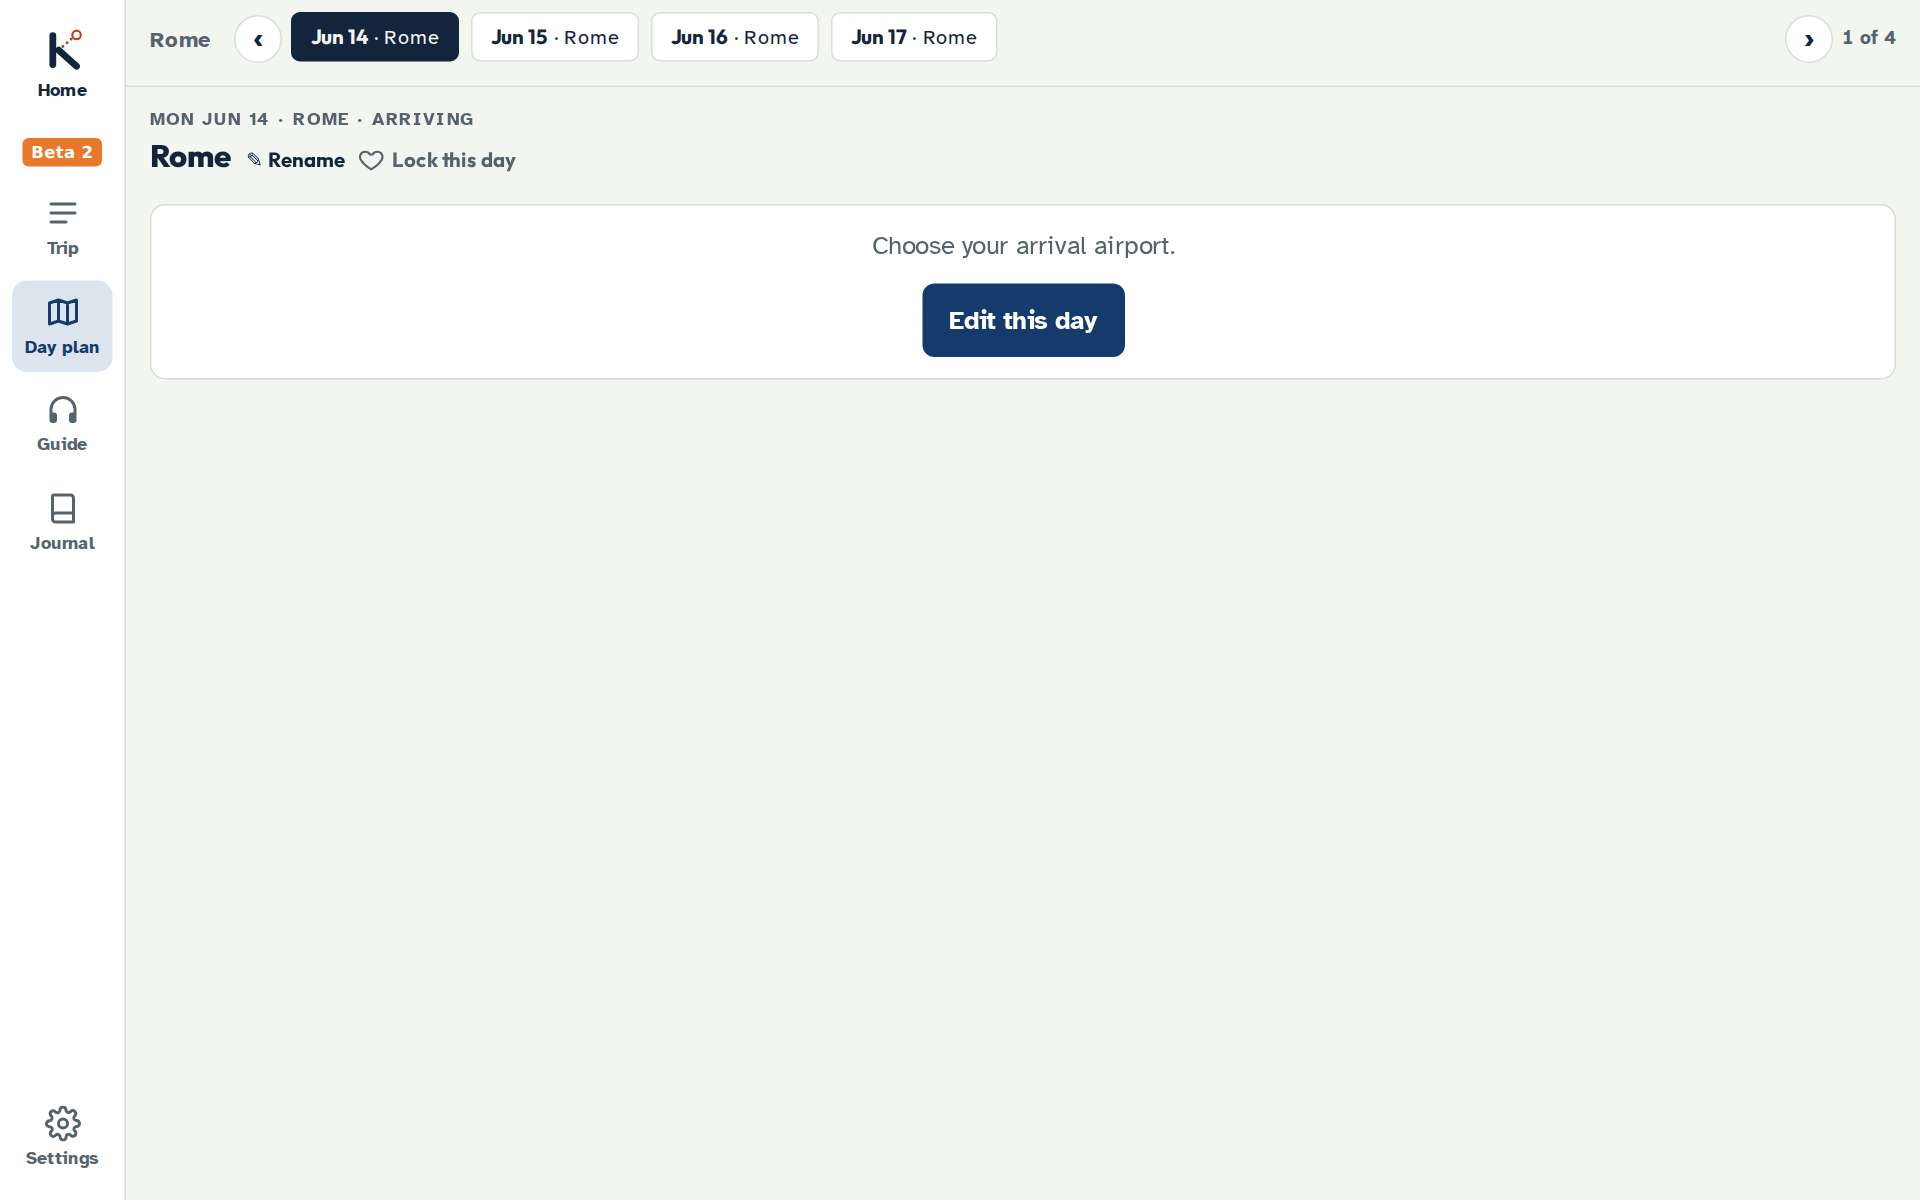 Home
Beta 2
Trip
Day plan
Guide
Journal
Settings
Rome
‹
Jun 14 · Rome
Jun 15 · Rome
Jun 16 · Rome
Jun 17 · Rome
›
1 of 4
MON JUN 14 · ROME · ARRIVING
Rome ✎ Rename Lock this day
Choose your arrival airport.
Edit this day